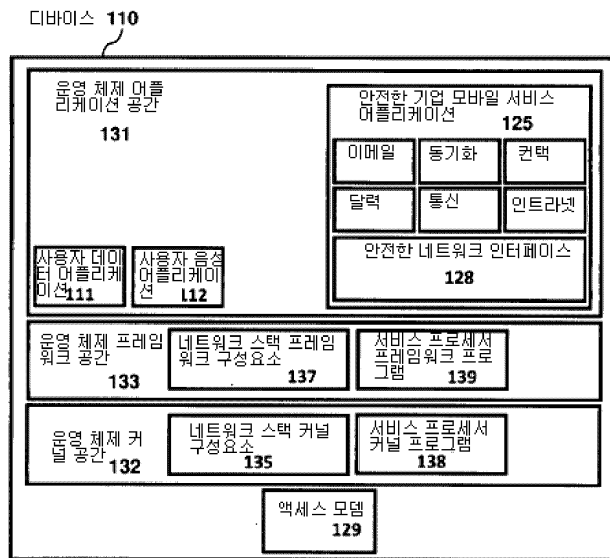 디바이스 110
운영 체제 어플
리케이션 공간
131
안전한 기업 모바일 서비스
어플리케이션 125
이메일
동기화
컨택
달력
통신
인트라넷
안전한 네트워크 인터페이스
128
사용자 데이
터 어플리케
이션 111
사용자 음성
어플리케이
션 112
운영 체제 프레임
워크 공간
133
네트워크 스택 프레임
워크 구성요소
137
서비스 프로세서
프레임워크 프로
그램 139
운영 체제 커
널 공간
132
네트워크 스택 커널
구성요소
135
서비스 프로세서
커널 프로그램
138
액세스 모뎀
129